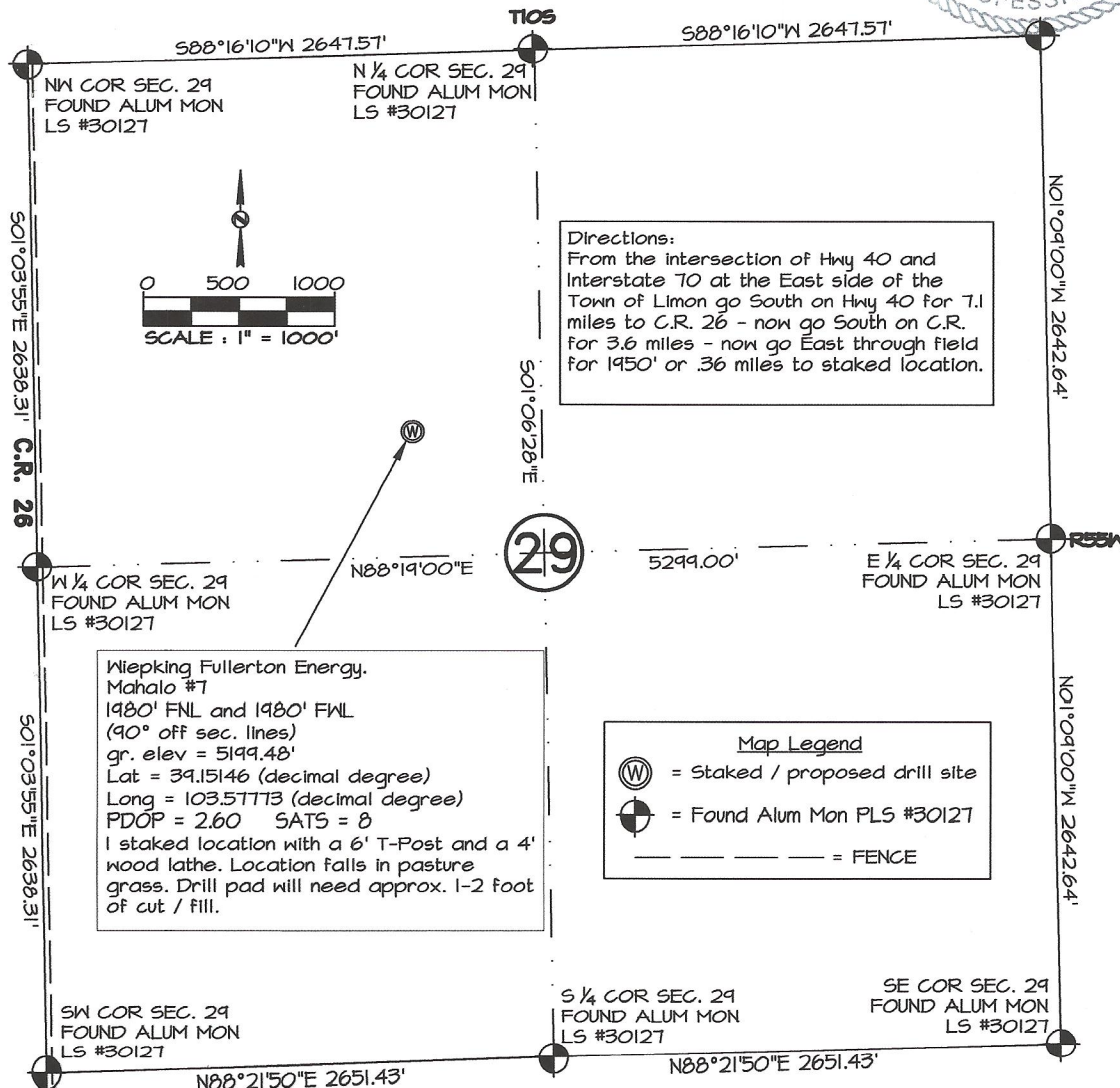 T10S
S88°16'10"W 2647.57'
S88°16'10"W 2647.57'
NW COR SEC. 29
FOUND ALUM MON
LS #30127
N 1/4 COR SEC. 29
FOUND ALUM MON
LS #30127
S01°03'55"E 2638.31'
C.R. 26
N
0 500 1000
SCALE : 1" = 1000'
S01°06'28"E
Directions:
From the intersection of Hwy 40 and
Interstate 70 at the East side of the
Town of Limon go South on Hwy 40 for 7.1
miles to C.R. 26 - now go South on C.R.
for 3.6 miles - now go East through field
for 1950' or .36 miles to staked location.
N01°09'00"W 2642.64'
W
W 1/4 COR SEC. 29
FOUND ALUM MON
LS #30127
N88°19'00"E
29
5299.00'
E 1/4 COR SEC. 29
FOUND ALUM MON
LS #30127
R55W
Wiepking Fullerton Energy.
Mahalo #7
1980' FNL and 1980' FWL
(90° off sec. lines)
gr. elev = 5199.48'
Lat = 39.15146 (decimal degree)
Long = 103.57773 (decimal degree)
PDOP = 2.60 SATS = 8
I staked location with a 6' T-Post and a 4'
wood lathe. Location falls in pasture
grass. Drill pad will need approx. 1-2 foot
of cut / fill.
Map Legend
W = Staked / proposed drill site
= Found Alum Mon PLS #30127
= FENCE
S01°03'55"E 2638.31'
N01°09'00"W 2642.64'
SW COR SEC. 29
FOUND ALUM MON
LS #30127
S 1/4 COR SEC. 29
FOUND ALUM MON
LS #30127
SE COR SEC. 29
FOUND ALUM MON
LS #30127
N88°21'50"E 2651.43'
N88°21'50"E 2651.43'